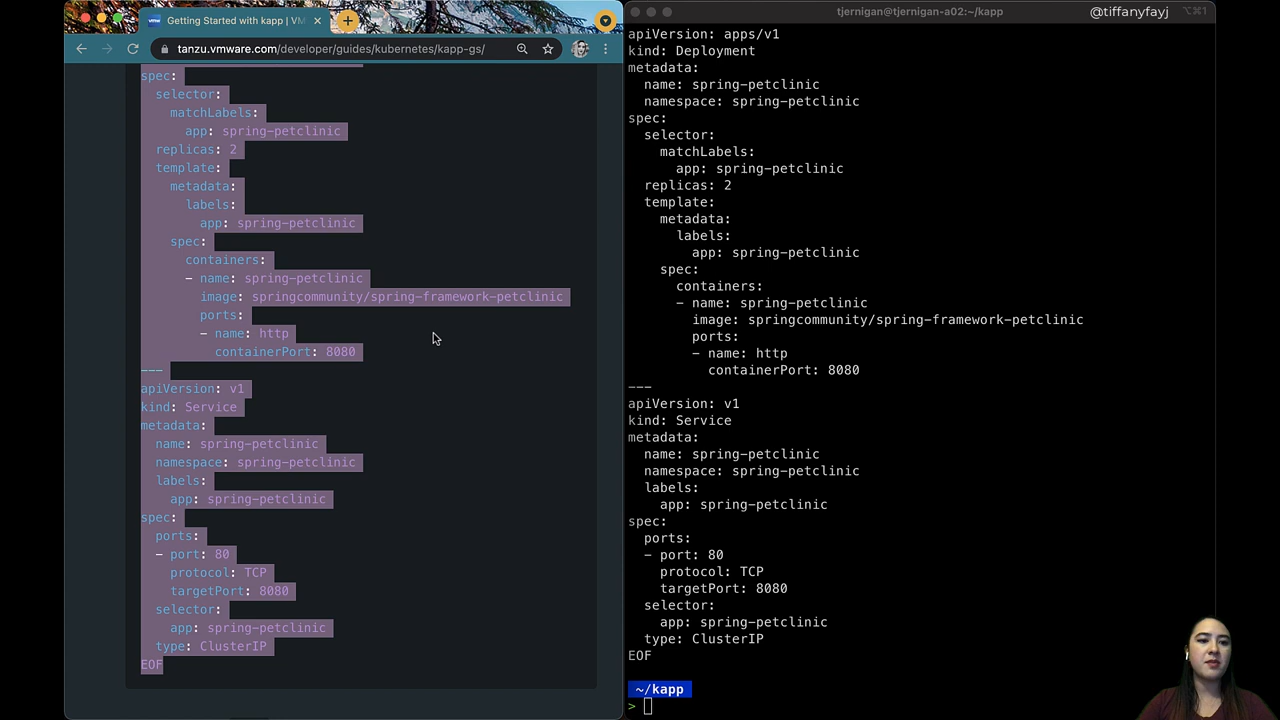 Getting Started with kapp | VM
tanzu.vmware.com/developer/guides/kubernetes/kapp-gs/
spec:
selector:
matchLabels:
app: spring-petclinic
replicas: 2
template:
metadata:
labels:
app: spring-petclinic
spec:
containers:
- name: spring-petclinic
image: springcommunity/spring-framework-petclinic
ports:
- name: http
containerPort: 8080
---
apiVersion: v1
kind: Service
metadata:
name: spring-petclinic
namespace: spring-petclinic
labels:
app: spring-petclinic
spec:
ports:
- port: 80
protocol: TCP
targetPort: 8080
selector:
app: spring-petclinic
type: ClusterIP
EOF
tjernigan@tjernigan-a02:~/kapp
@tiffanyfayj
⌥⌘1
apiVersion: apps/v1
kind: Deployment
metadata:
name: spring-petclinic
namespace: spring-petclinic
spec:
selector:
matchLabels:
app: spring-petclinic
replicas: 2
template:
metadata:
labels:
app: spring-petclinic
spec:
containers:
- name: spring-petclinic
image: springcommunity/spring-framework-petclinic
ports:
- name: http
containerPort: 8080
---
apiVersion: v1
kind: Service
metadata:
name: spring-petclinic
namespace: spring-petclinic
labels:
app: spring-petclinic
spec:
ports:
- port: 80
protocol: TCP
targetPort: 8080
selector:
app: spring-petclinic
type: ClusterIP
EOF
~/kapp
>